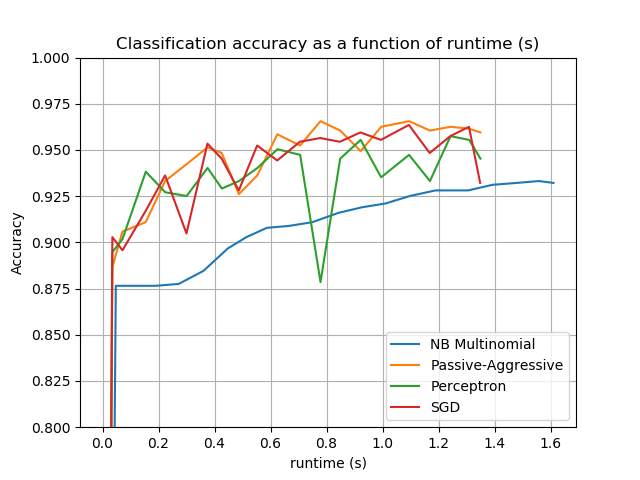 Classification accuracy as a function of runtime (s)
1.000
0.975
0.950
0.925
0.900
0.875
0.850
0.825
0.800
Accuracy
NB Multinomial
Passive-Aggressive
Perceptron
SGD
0.0 0.2 0.4 0.6 0.8 1.0 1.2 1.4 1.6
runtime (s)